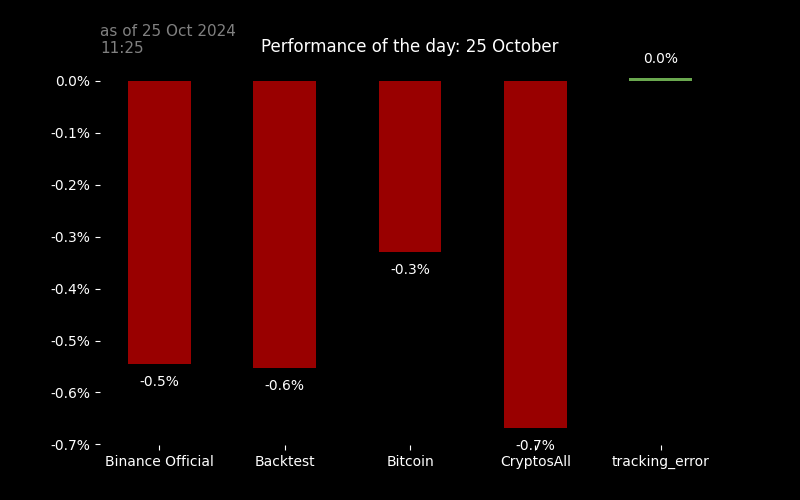 as of 25 Oct 2024
11:25
Performance of the day: 25 October
0.0%
0.0%
-0.1%
-0.2%
-0.3%
-0.4%
-0.5%
-0.6%
-0.7%
-0.5%
-0.6%
-0.3%
-0.7%
Binance Official
Backtest
Bitcoin
CryptosAll
tracking_error